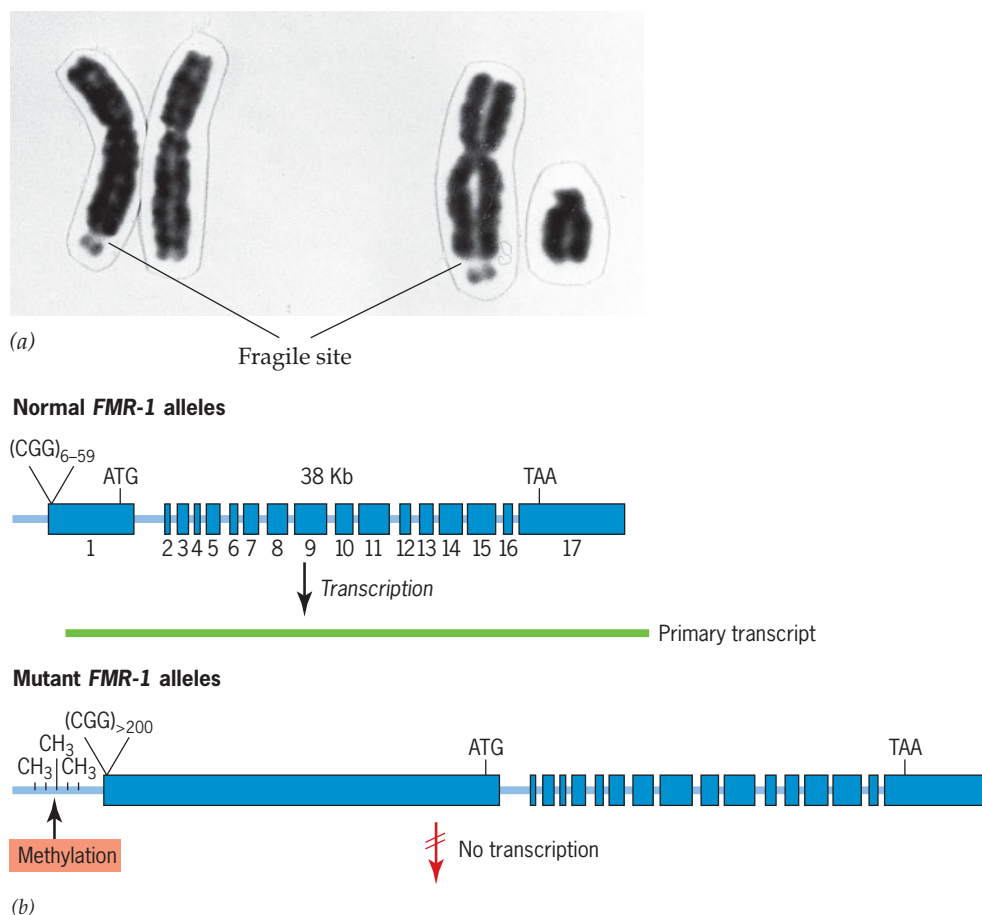 (a)
Fragile site
Normal FMR-1 alleles
(CGG)6–59
ATG
38 Kb
TAA
1 2 3 4 5 6 7 8 9 10 11 12 13 14 15 16 17
Transcription
Primary transcript
Mutant FMR-1 alleles
(CGG)>200
CH3
CH3 CH3
ATG
TAA
Methylation
No transcription
(b)